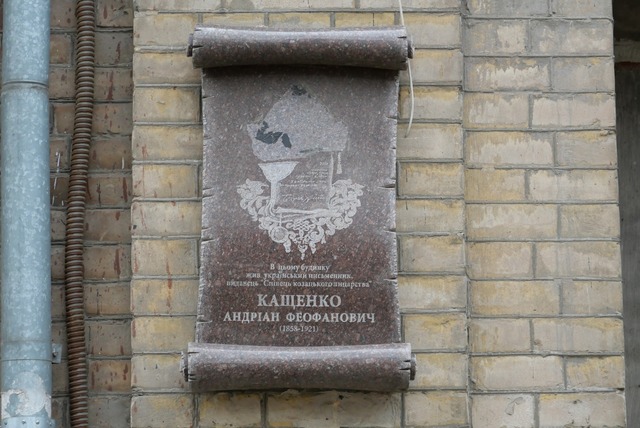 В цьому будинку
жив український письменник,
видавець "Співець козацького лицарства"
КАЩЕНКО
АНДРІАН ФЕОФАНОВИЧ
(1858-1921)